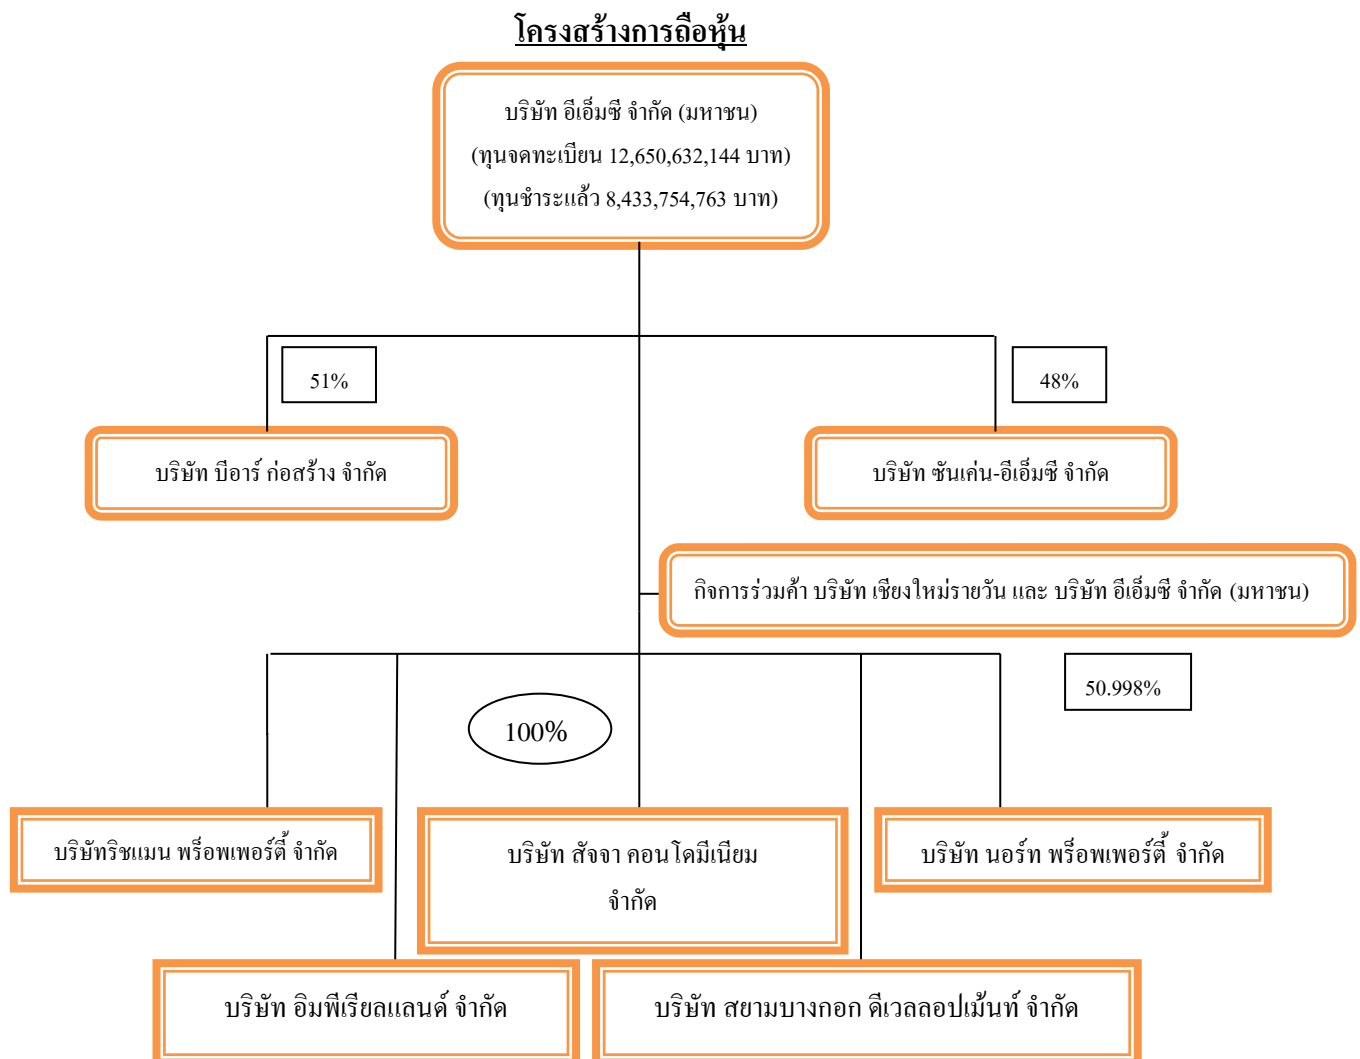 โครงสร้างการถือหุ้น
บริษัท อีเอ็มซี จำกัด (มหาชน)
(ทุนจดทะเบียน 12,650,632,144 บาท)
(ทุนชำระแล้ว 8,433,754,763 บาท)
51%
48%
บริษัท บีอาร์ ก่อสร้าง จำกัด
บริษัท ซันเค่น-อีเอ็มซี จำกัด
กิจการร่วมค้า บริษัท เชียงใหม่รายวัน และ บริษัท อีเอ็มซี จำกัด (มหาชน)
50.998%
100%
บริษัทริชแมน พร็อพเพอร์ตี้ จำกัด
บริษัท สัจจา คอนโดมีเนียม
จำกัด
บริษัท นอร์ท พร็อพเพอร์ตี้ จำกัด
บริษัท อิมพีเรียลแลนด์ จำกัด
บริษัท สยามบางกอก ดีเวลลอปเม้นท์ จำกัด